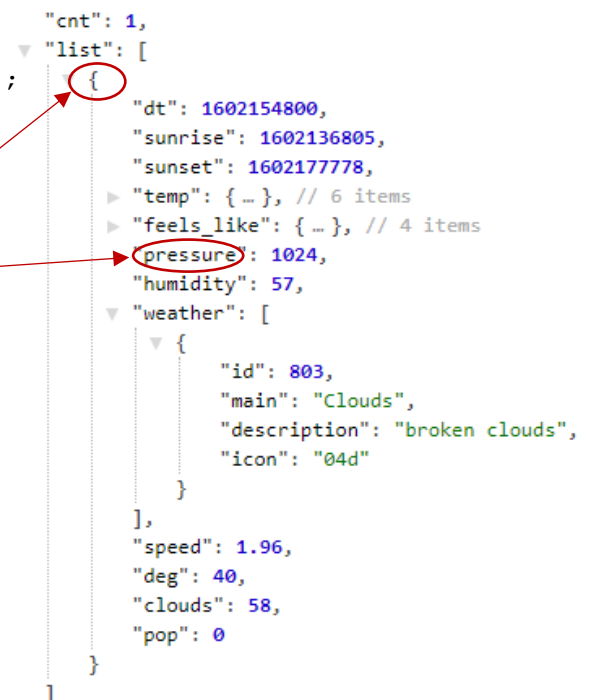 "cnt": 1,
"list": [
;
{
"dt": 1602154800,
"sunrise": 1602136805,
"sunset": 1602177778,
"temp": { … }, // 6 items
"feels_like": { … }, // 4 items
"pressure": 1024,
"humidity": 57,
"weather": [
{
"id": 803,
"main": "Clouds",
"description": "broken clouds",
"icon": "04d"
}
],
"speed": 1.96,
"deg": 40,
"clouds": 58,
"pop": 0
}
]